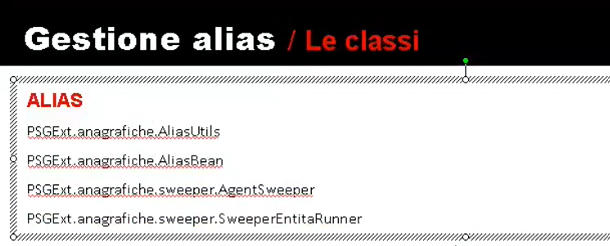 Gestione alias / Le classi
ALIAS
PSGExt.anagrafiche.AliasUtils
PSGExt.anagrafiche.AliasBean
PSGExt.anagrafiche.sweeper.AgentSweeper
PSGExt.anagrafiche.sweeper.SweeperEntitaRunner